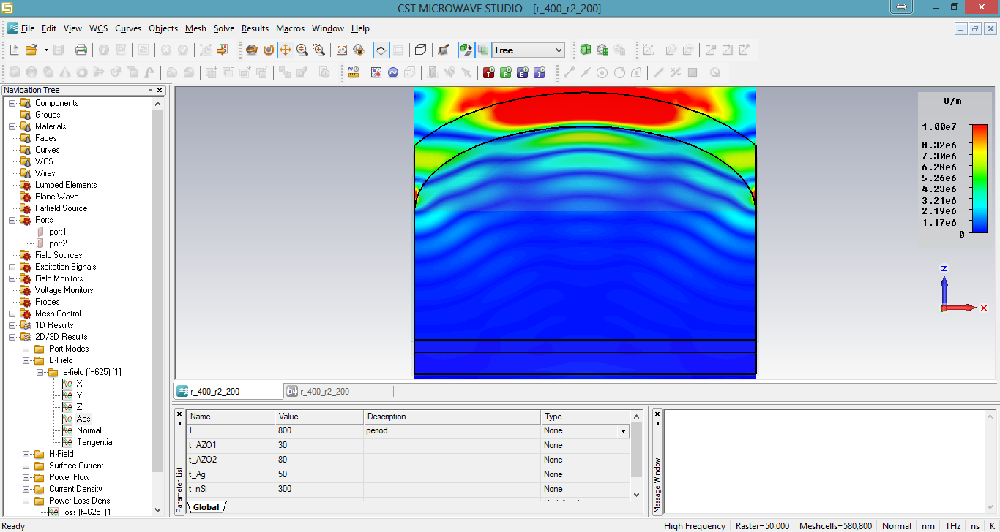 CST MICROWAVE STUDIO - [r_400_r2_200]
File Edit View WCS Curves Objects Mesh Solve Results Macros Window Help
Free
T F E I
Navigation Tree
Components
Groups
Materials
Faces
Curves
WCS
Wires
Lumped Elements
Plane Wave
Farfield Source
Ports
port1
port2
Field Sources
Excitation Signals
Field Monitors
Voltage Monitors
Probes
Mesh Control
1D Results
2D/3D Results
Port Modes
E-Field
e-field (f=625) [1]
X
Y
Z
Abs
Normal
Tangential
H-Field
Surface Current
Power Flow
Current Density
Power Loss Dens.
loss (f=625) [1]
V/m
1.00e7
8.32e6
7.30e6
6.28e6
5.26e6
4.23e6
3.21e6
2.19e6
1.17e6
0
z
x
r_400_r2_200 r_400_r2_200
Parameter List
Name Value Description Type
L 800 period None
t_AZO1 30 None
t_AZO2 80 None
t_Ag 50 None
t_nSi 300 None
Global
Message Window
Ready High Frequency Raster=50.000 Meshcells=580,800 Normal nm THz ns K